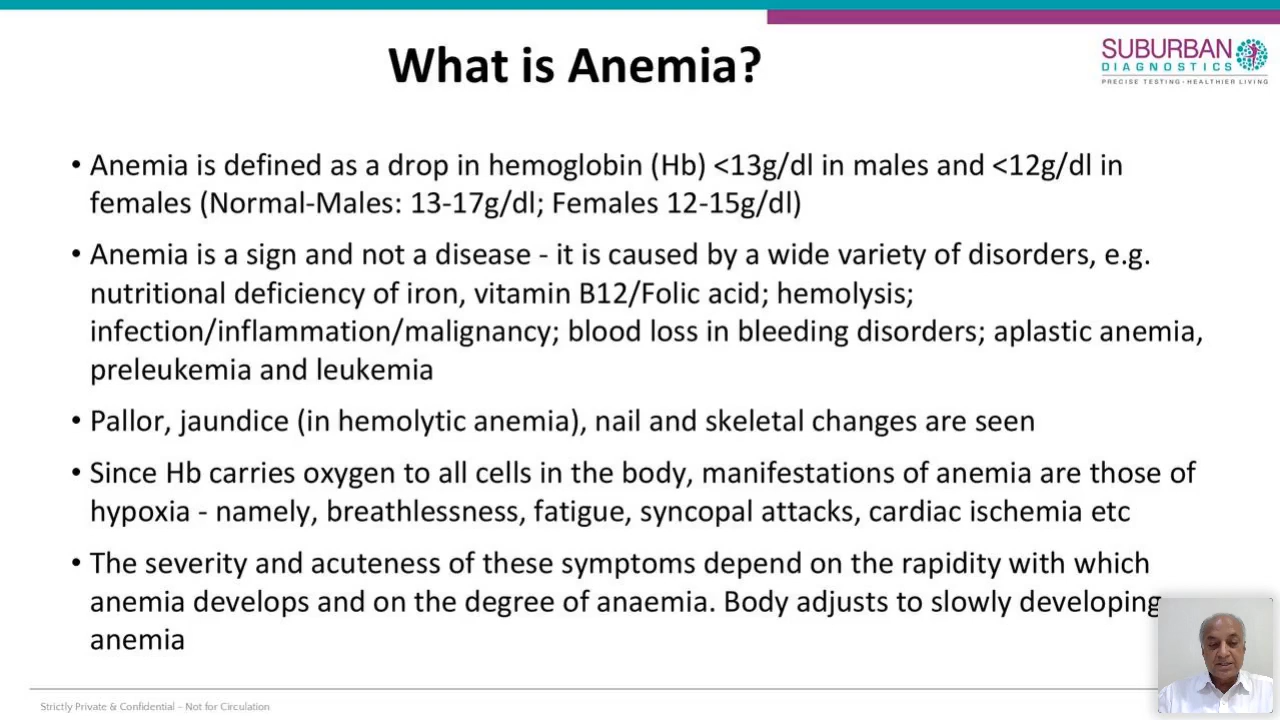 What is Anemia?
SUBURBAN
DIAGNOSTICS
PRECISE TESTING-HEALTHIER LIVING
• Anemia is defined as a drop in hemoglobin (Hb) <13g/dl in males and <12g/dl in
females (Normal-Males: 13-17g/dl; Females 12-15g/dl)
• Anemia is a sign and not a disease - it is caused by a wide variety of disorders, e.g.
nutritional deficiency of iron, vitamin B12/Folic acid; hemolysis;
infection/inflammation/malignancy; blood loss in bleeding disorders; aplastic anemia,
preleukemia and leukemia
• Pallor, jaundice (in hemolytic anemia), nail and skeletal changes are seen
• Since Hb carries oxygen to all cells in the body, manifestations of anemia are those of
hypoxia - namely, breathlessness, fatigue, syncopal attacks, cardiac ischemia etc
• The severity and acuteness of these symptoms depend on the rapidity with which
anemia develops and on the degree of anaemia. Body adjusts to slowly developing
anemia
Strictly Private & Confidential – Not for Circulation